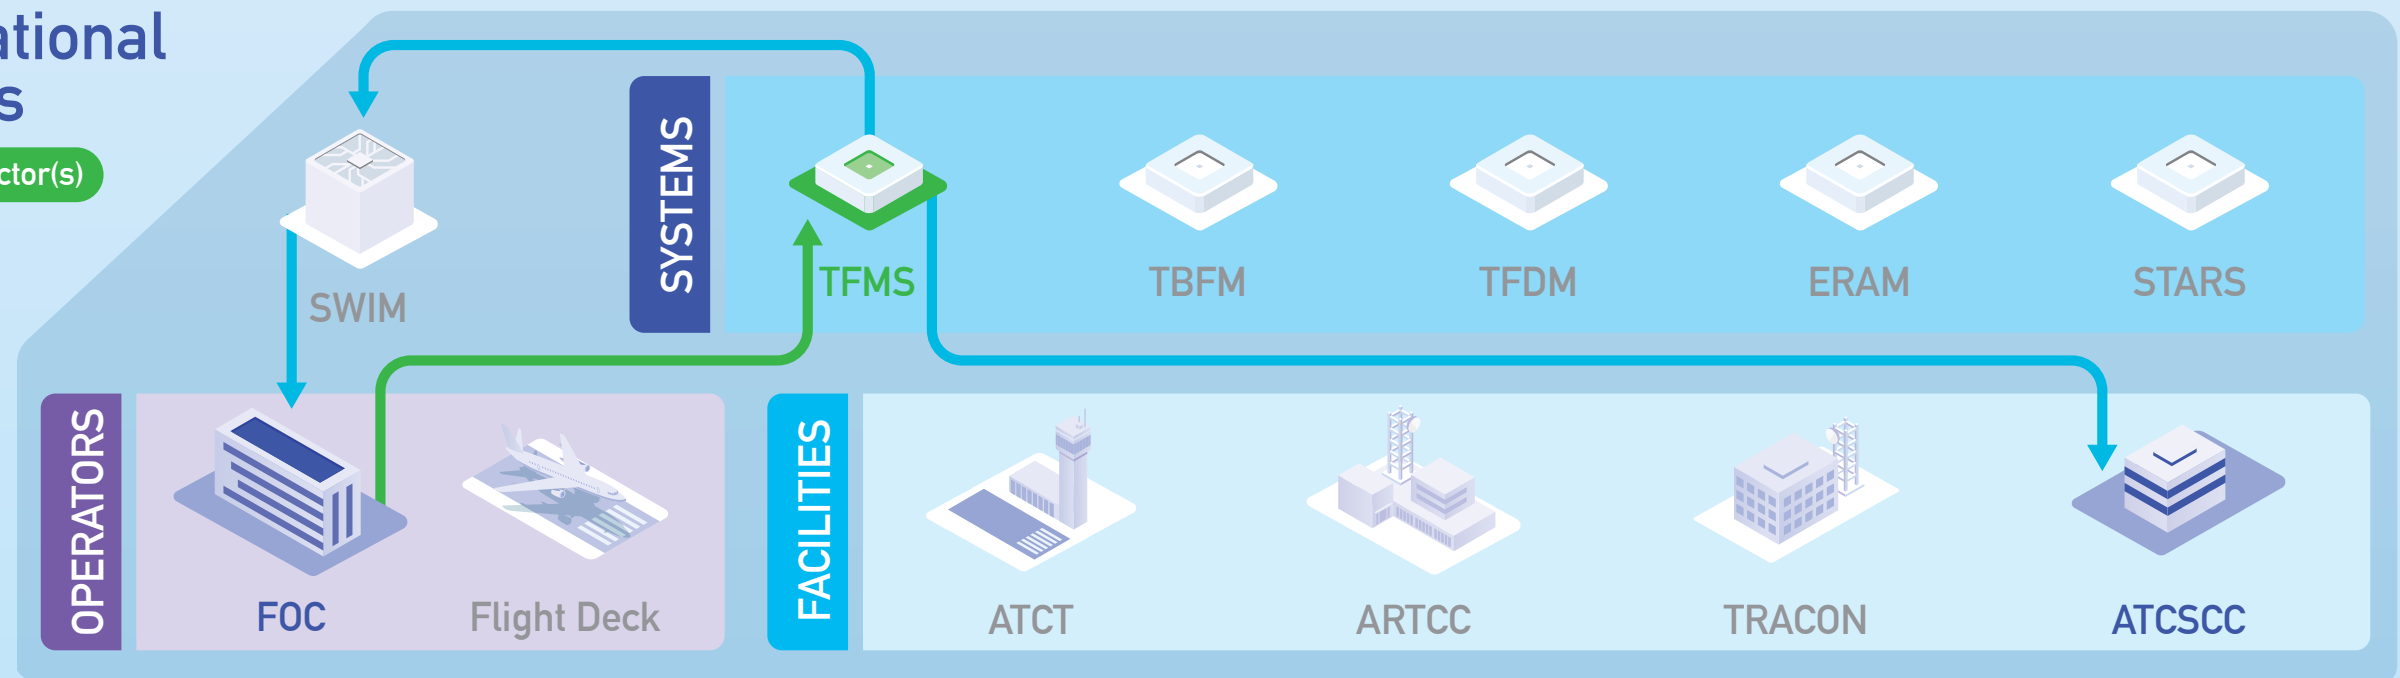 ational
s
ctor(s)
SWIM
SYSTEMS
TFMS
TBFM
TFDM
ERAM
STARS
OPERATORS
FOC
Flight Deck
FACILITIES
ATCT
ARTCC
TRACON
ATCSCC